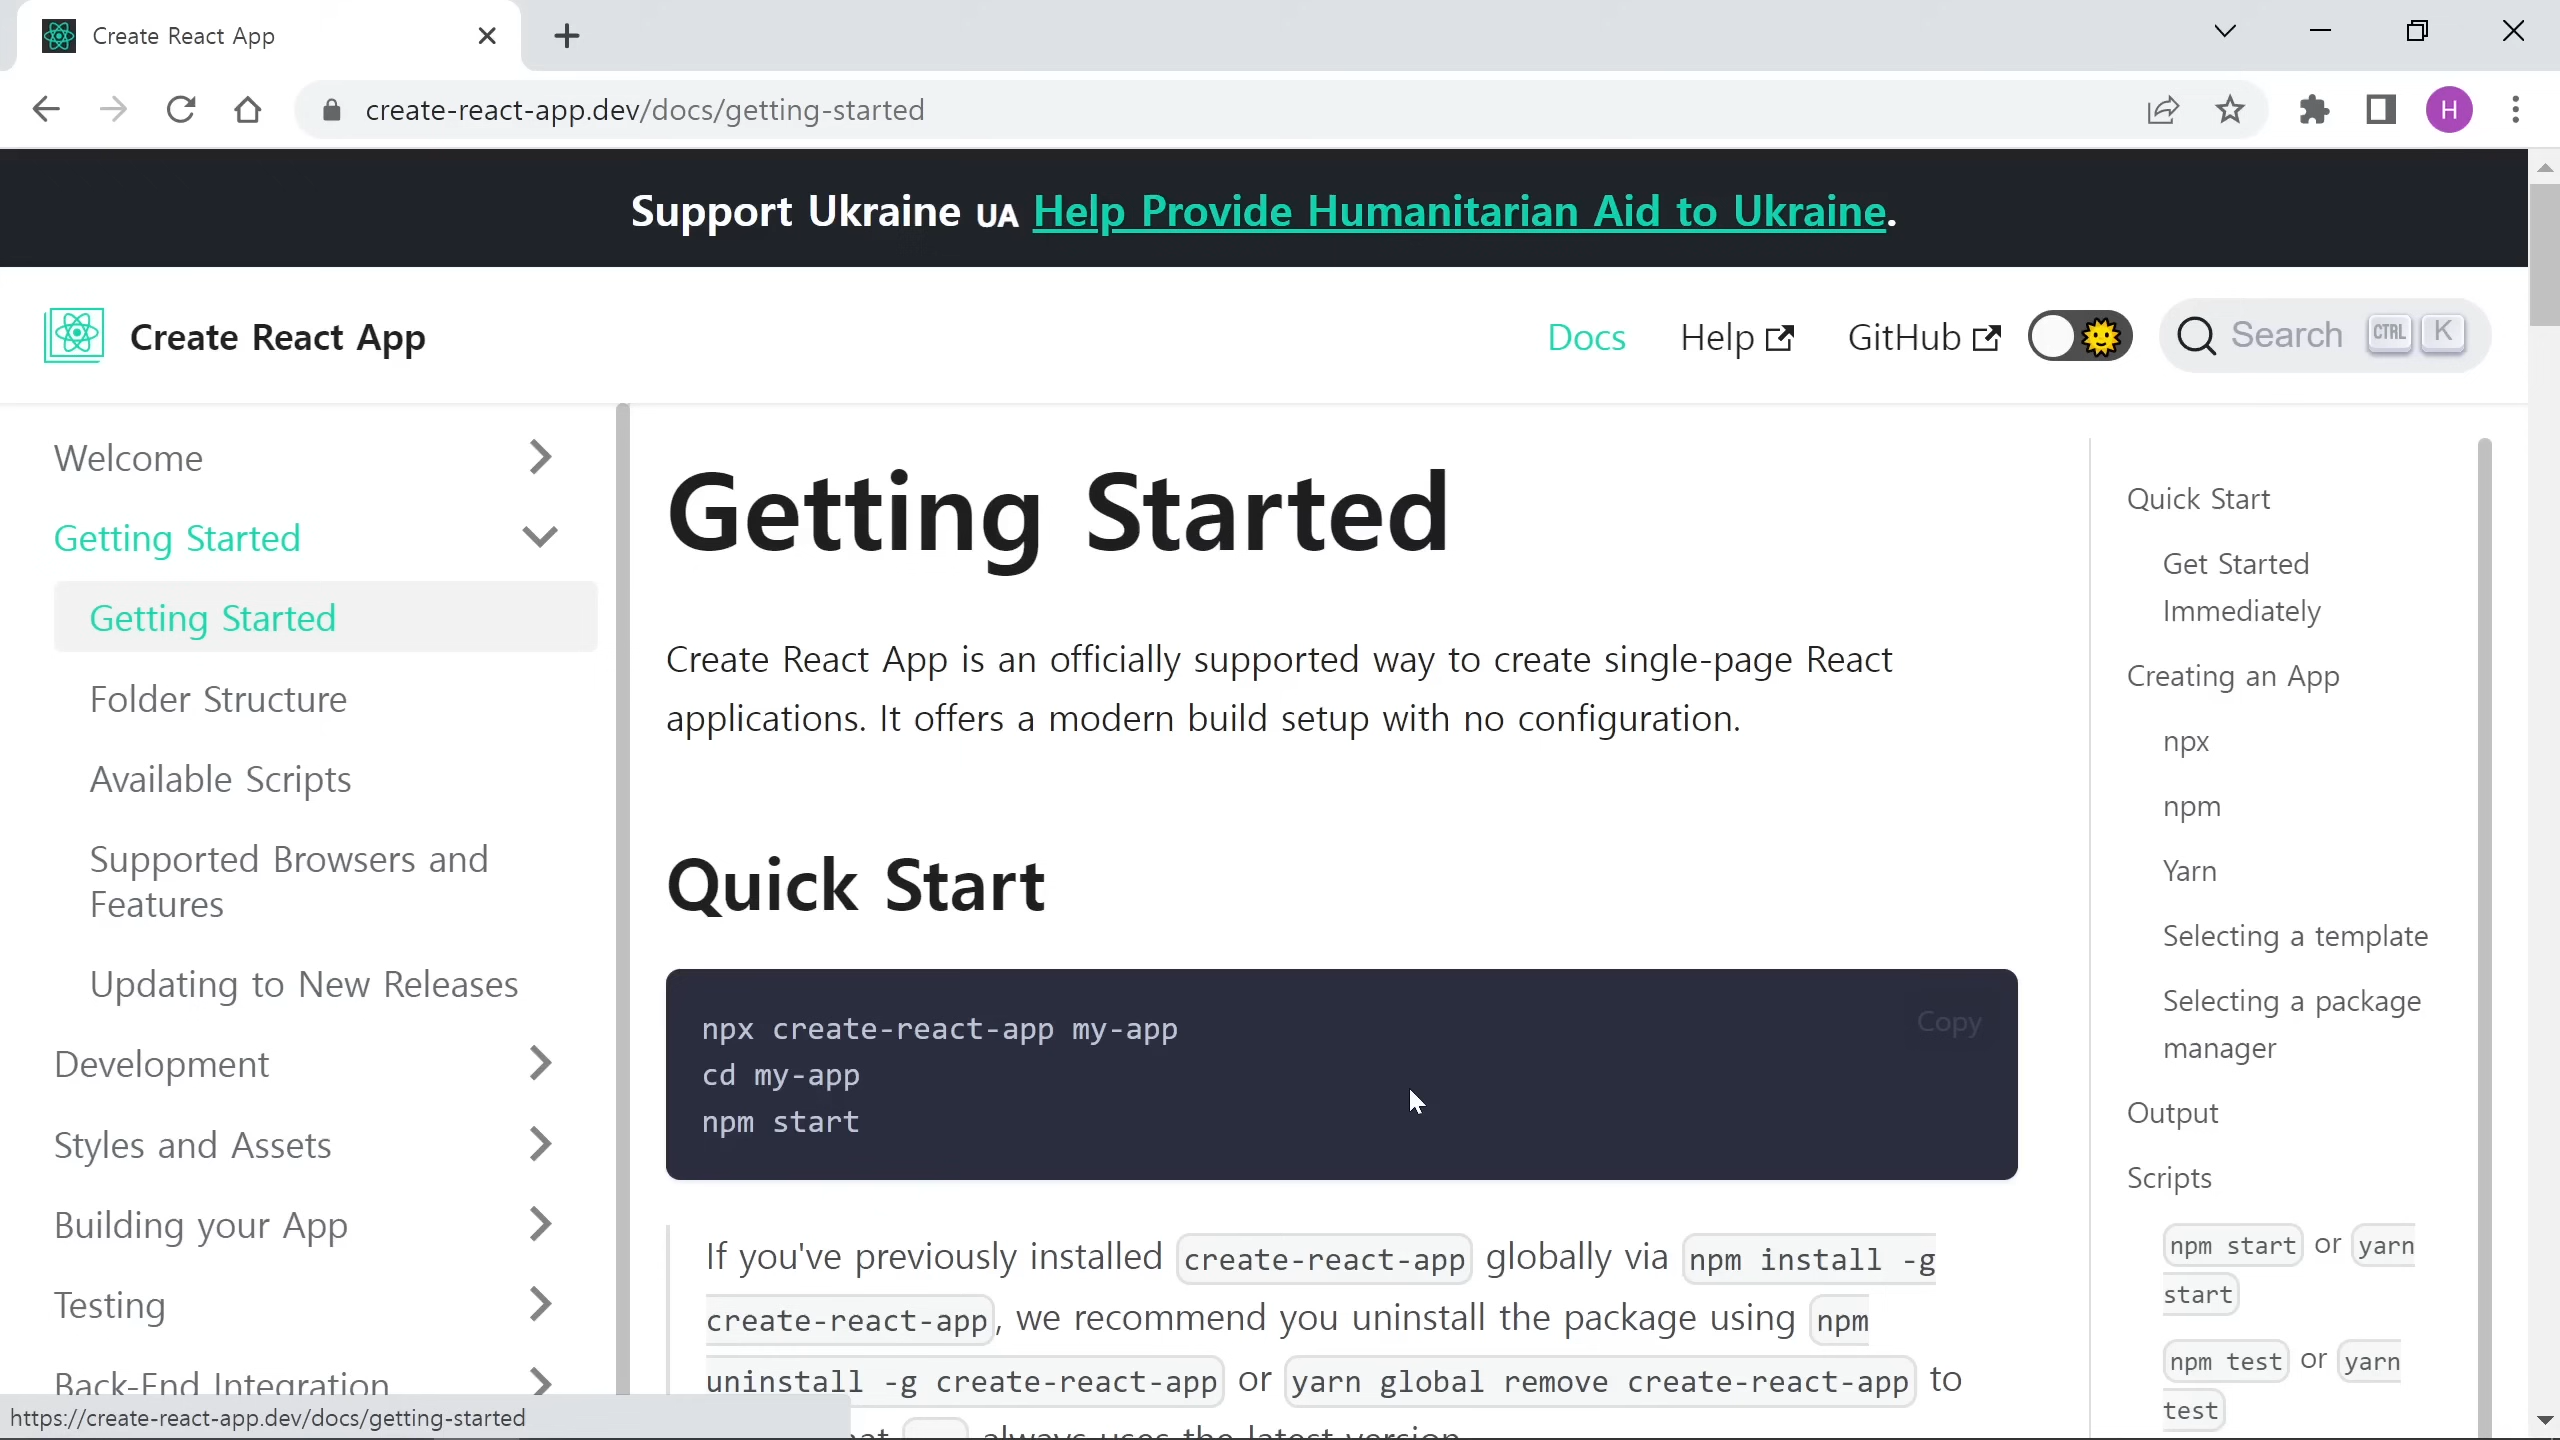 Create React App
create-react-app.dev/docs/getting-started
H
Support Ukraine UA Help Provide Humanitarian Aid to Ukraine.
Create React App
Docs
Help
GitHub
Search CTRL K
Welcome
Getting Started
Getting Started
Folder Structure
Available Scripts
Supported Browsers and
Features
Updating to New Releases
Development
Styles and Assets
Building your App
Testing
Back-End Integration
https://create-react-app.dev/docs/getting-started
Getting Started
Create React App is an officially supported way to create single-page React
applications. It offers a modern build setup with no configuration.
Quick Start
Copy
npx create-react-app my-app
cd my-app
npm start
If you've previously installed create-react-app globally via npm install -g
create-react-app, we recommend you uninstall the package using npm
uninstall -g create-react-app or yarn global remove create-react-app to
always uses the latest version
Quick Start
Get Started
Immediately
Creating an App
npx
npm
Yarn
Selecting a template
Selecting a package
manager
Output
Scripts
npm start or yarn
start
npm test or yarn
test